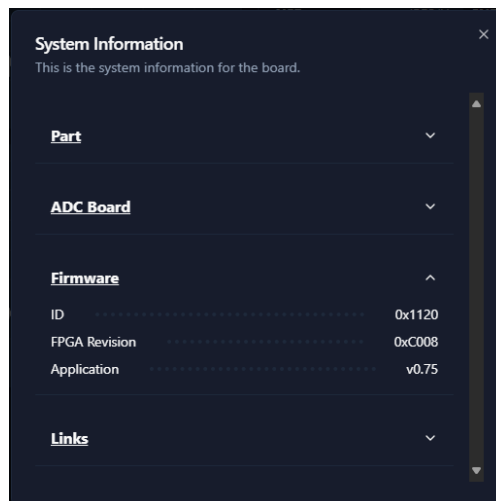 System Information
This is the system information for the board.
Part
ADC Board
Firmware
ID 0x1120
FPGA Revision 0xC008
Application v0.75
Links